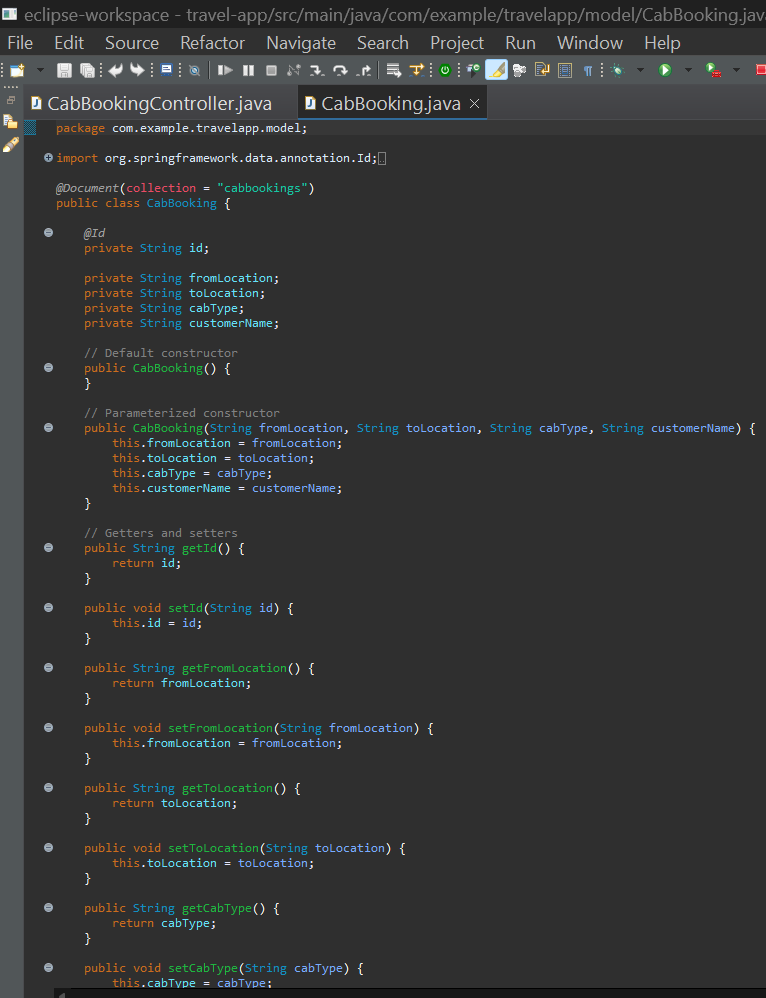 eclipse-workspace - travel-app/src/main/java/com/example/travelapp/model/CabBooking.java
File Edit Source Refactor Navigate Search Project Run Window Help
CabBookingController.java CabBooking.java
package com.example.travelapp.model;
import org.springframework.data.annotation.Id;
@Document(collection = "cabbookings")
public class CabBooking {
@Id
private String id;
private String fromLocation;
private String toLocation;
private String cabType;
private String customerName;
// Default constructor
public CabBooking() {
}
// Parameterized constructor
public CabBooking(String fromLocation, String toLocation, String cabType, String customerName) {
this.fromLocation = fromLocation;
this.toLocation = toLocation;
this.cabType = cabType;
this.customerName = customerName;
}
// Getters and setters
public String getId() {
return id;
}
public void setId(String id) {
this.id = id;
}
public String getFromLocation() {
return fromLocation;
}
public void setFromLocation(String fromLocation) {
this.fromLocation = fromLocation;
}
public String getToLocation() {
return toLocation;
}
public void setToLocation(String toLocation) {
this.toLocation = toLocation;
}
public String getCabType() {
return cabType;
}
public void setCabType(String cabType) {
this.cabType = cabType;